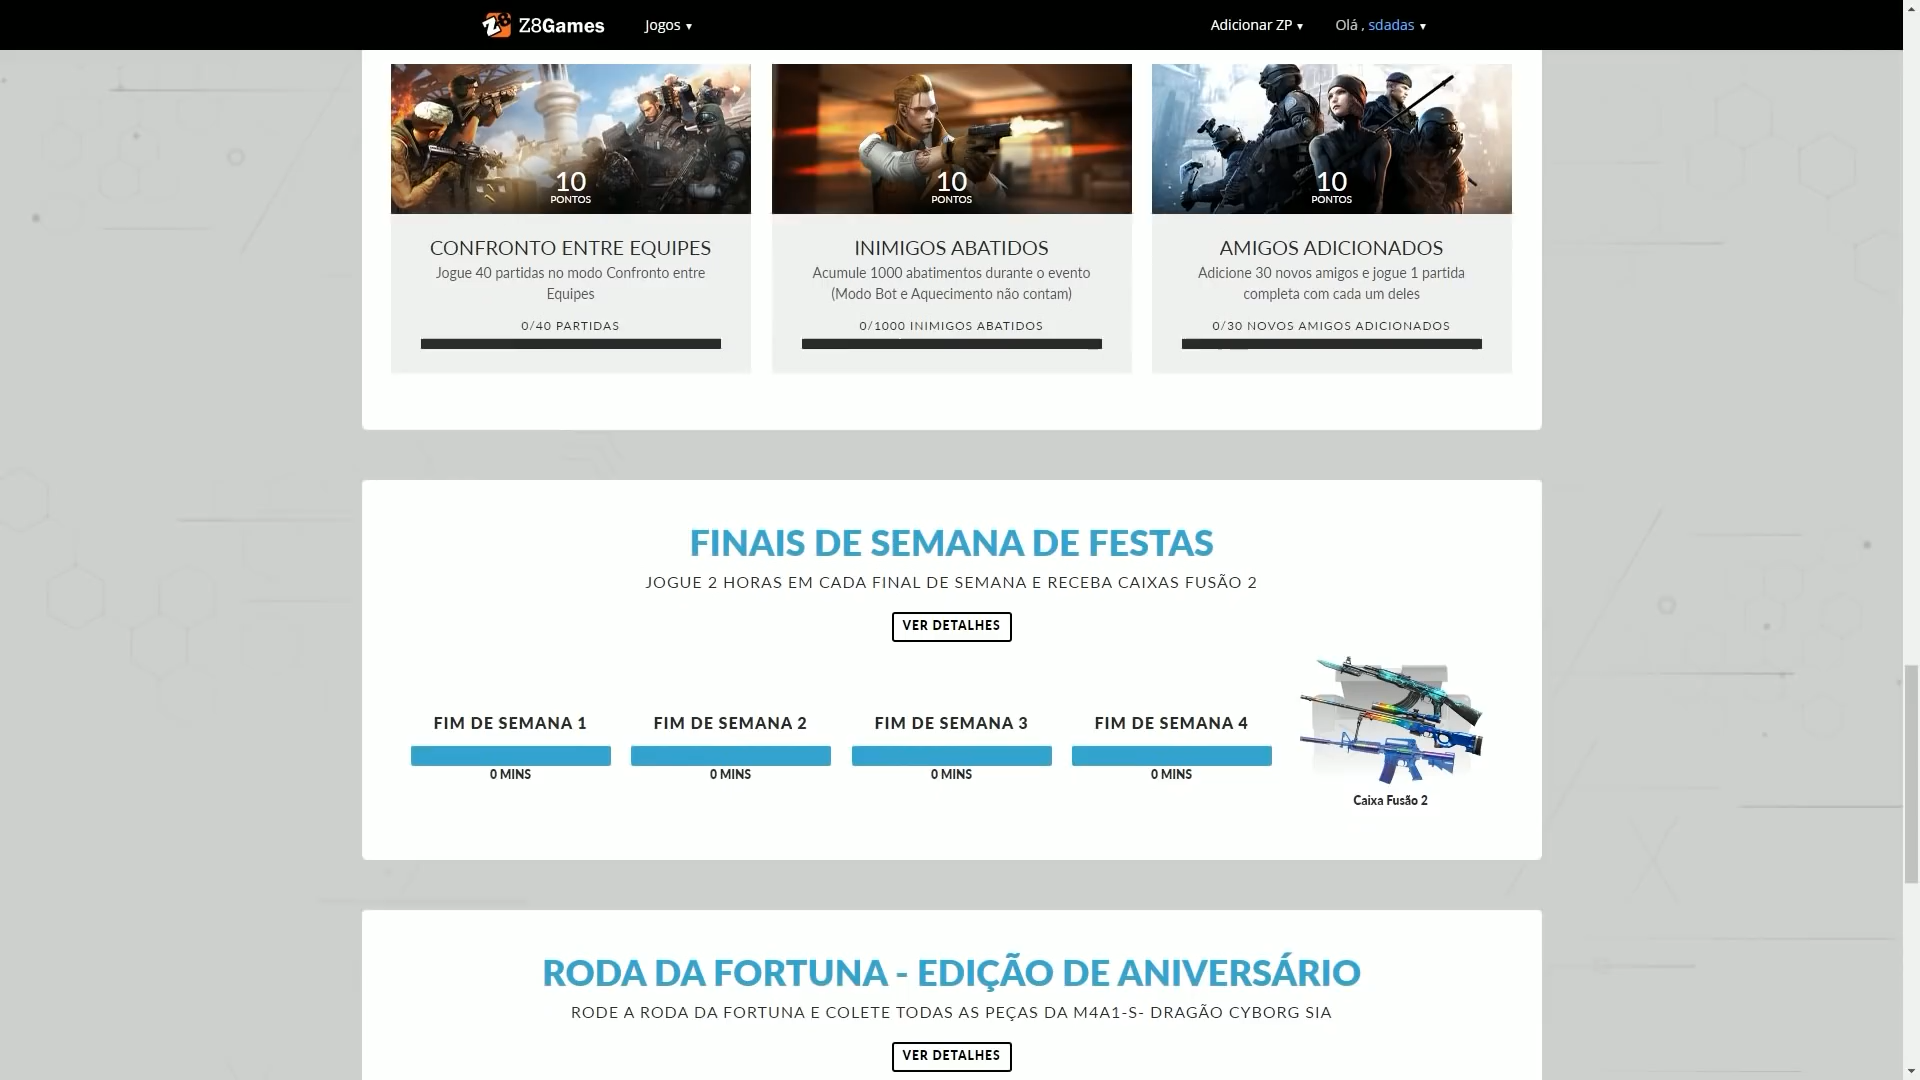 Z8Games
Jogos ▾
Adicionar ZP ▾
Olá , sdadas ▾
10
PONTOS
CONFRONTO ENTRE EQUIPES
Jogue 40 partidas no modo Confronto entre
Equipes
0/40 PARTIDAS
10
PONTOS
INIMIGOS ABATIDOS
Acumule 1000 abatimentos durante o evento
(Modo Bot e Aquecimento não contam)
0/1000 INIMIGOS ABATIDOS
10
PONTOS
AMIGOS ADICIONADOS
Adicione 30 novos amigos e jogue 1 partida
completa com cada um deles
0/30 NOVOS AMIGOS ADICIONADOS
FINAIS DE SEMANA DE FESTAS
JOGUE 2 HORAS EM CADA FINAL DE SEMANA E RECEBA CAIXAS FUSÃO 2
VER DETALHES
FIM DE SEMANA 1
0 MINS
FIM DE SEMANA 2
0 MINS
FIM DE SEMANA 3
0 MINS
FIM DE SEMANA 4
0 MINS
Caixa Fusão 2
RODA DA FORTUNA - EDIÇÃO DE ANIVERSÁRIO
RODE A RODA DA FORTUNA E COLETE TODAS AS PEÇAS DA M4A1-S- DRAGÃO CYBORG SIA
VER DETALHES